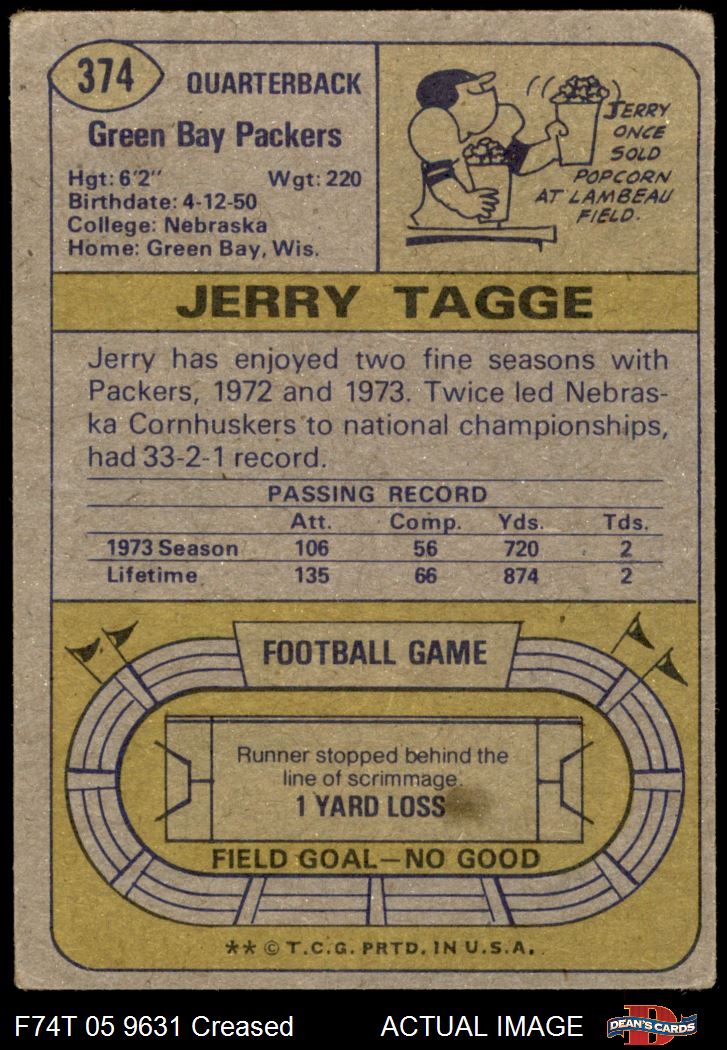 374
QUARTERBACK
Green Bay Packers
Hgt: 6'2" Wgt: 220
Birthdate: 4-12-50
College: Nebraska
Home: Green Bay, Wis.
JERRY
ONCE
SOLD
POPCORN
AT LAMBEAU
FIELD.
JERRY TAGGE
Jerry has enjoyed two fine seasons with
Packers, 1972 and 1973. Twice led Nebras-
ka Cornhuskers to national championships,
had 33-2-1 record.
PASSING RECORD
Att. Comp. Yds. Tds.
1973 Season 106 56 720 2
Lifetime 135 66 874 2
FOOTBALL GAME
Runner stopped behind the
line of scrimmage.
1 YARD LOSS
FIELD GOAL—NO GOOD
** © T.C.G. PRTD. IN U.S.A.
F74T 05 9631 Creased ACTUAL IMAGE
D
DEAN'S CARDS